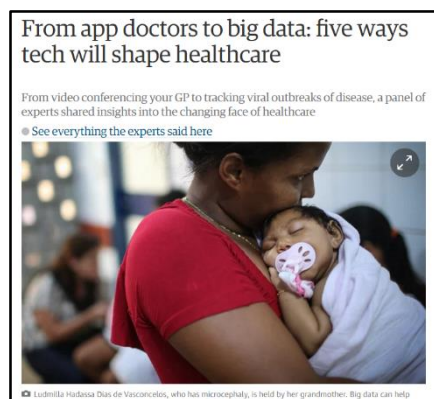 From app doctors to big data: five ways
tech will shape healthcare
From video conferencing your GP to tracking viral outbreaks of disease, a panel of
experts shared insights into the changing face of healthcare
See everything the experts said here
Ludmilla Hadassa Dias de Vasconcelos, who has microcephaly, is held by her grandmother. Big data can help